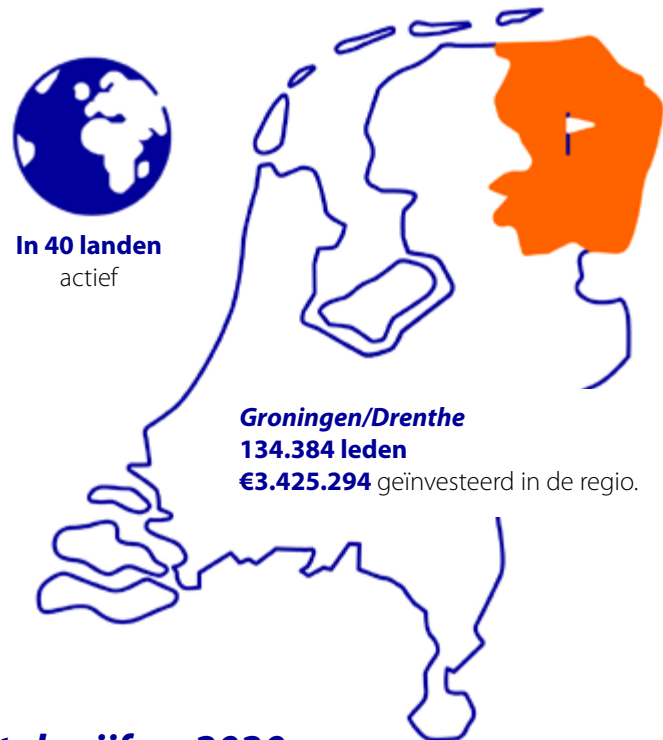 In 40 landen
actief
Groningen/Drenthe
134.384 leden
€3.425.294 geïnvesteerd in de regio.